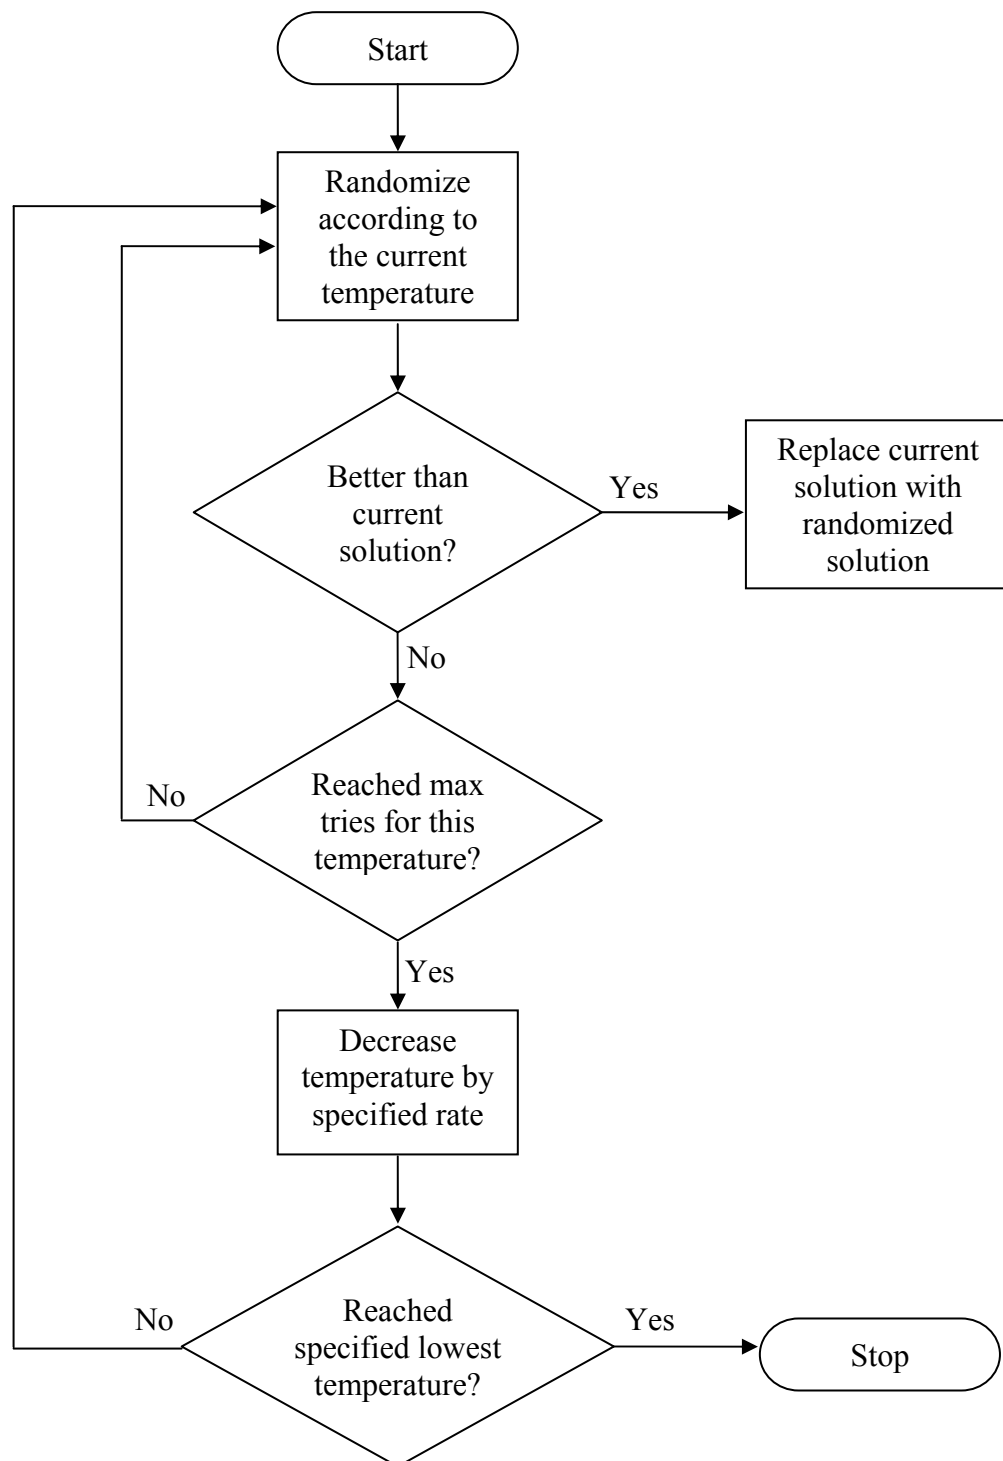 Start
Randomize
according to
the current
temperature
Better than
current
solution?
Yes
Replace current
solution with
randomized
solution
No
Reached max
tries for this
temperature?
No
Yes
Decrease
temperature by
specified rate
Reached
specified lowest
temperature?
No
Yes
Stop